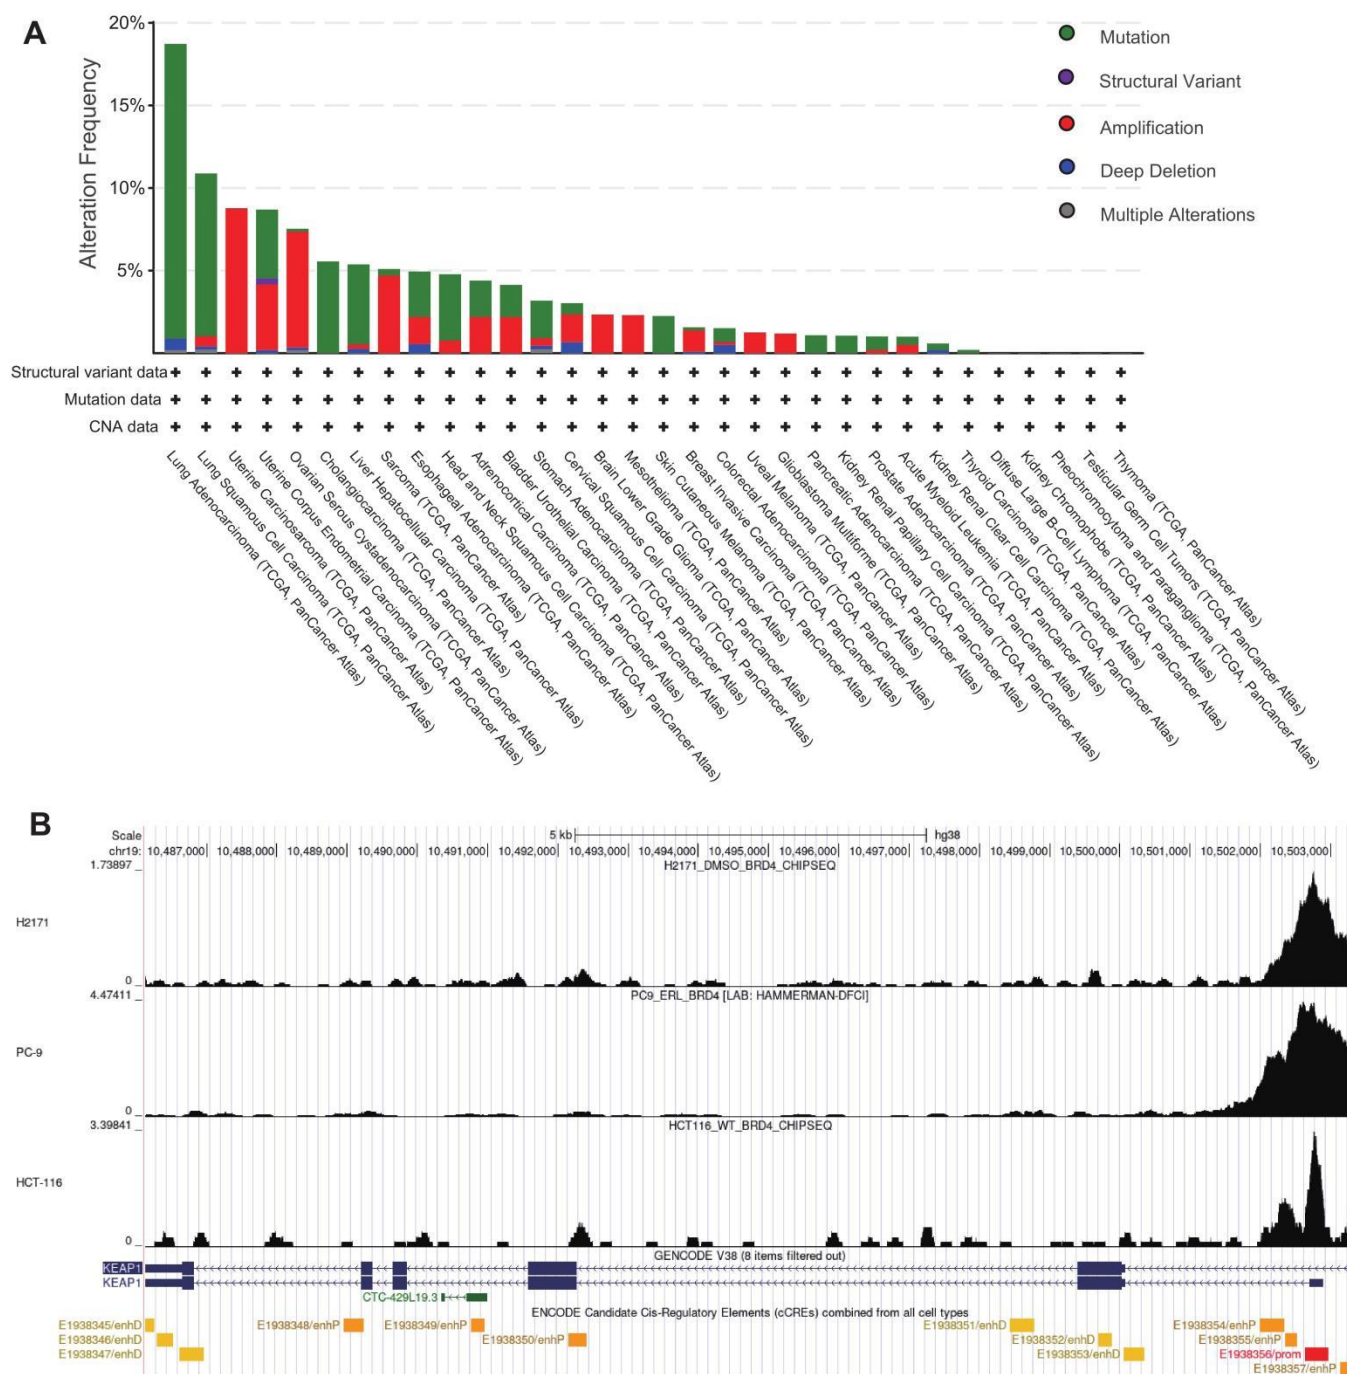 A
20%
15%
10%
5%
Alteration Frequency
Mutation
Structural Variant
Amplification
Deep Deletion
Multiple Alterations
Structural variant data
Mutation data
CNA data
Lung Adenocarcinoma (TCGA, PanCancer Atlas)
Lung Squamous Cell Carcinoma (TCGA, PanCancer Atlas)
Uterine Carcinosarcoma (TCGA, PanCancer Atlas)
Uterine Corpus Endometrial Carcinoma (TCGA, PanCancer Atlas)
Ovarian Serous Cystadenocarcinoma (TCGA, PanCancer Atlas)
Cholangiocarcinoma (TCGA, PanCancer Atlas)
Liver Hepatocellular Carcinoma (TCGA, PanCancer Atlas)
Sarcoma (TCGA, PanCancer Atlas)
Esophageal Adenocarcinoma (TCGA, PanCancer Atlas)
Head and Neck Squamous Cell Carcinoma (TCGA, PanCancer Atlas)
Adrenocortical Carcinoma (TCGA, PanCancer Atlas)
Bladder Urothelial Carcinoma (TCGA, PanCancer Atlas)
Stomach Adenocarcinoma (TCGA, PanCancer Atlas)
Cervical Squamous Cell Carcinoma (TCGA, PanCancer Atlas)
Brain Lower Grade Glioma (TCGA, PanCancer Atlas)
Mesothelioma (TCGA, PanCancer Atlas)
Skin Cutaneous Melanoma (TCGA, PanCancer Atlas)
Breast Invasive Carcinoma (TCGA, PanCancer Atlas)
Colorectal Adenocarcinoma (TCGA, PanCancer Atlas)
Uveal Melanoma (TCGA, PanCancer Atlas)
Glioblastoma Multiforme (TCGA, PanCancer Atlas)
Pancreatic Adenocarcinoma (TCGA, PanCancer Atlas)
Kidney Renal Papillary Cell Carcinoma (TCGA, PanCancer Atlas)
Prostate Adenocarcinoma (TCGA, PanCancer Atlas)
Acute Myeloid Leukemia (TCGA, PanCancer Atlas)
Kidney Renal Clear Cell Carcinoma (TCGA, PanCancer Atlas)
Thyroid Carcinoma (TCGA, PanCancer Atlas)
Diffuse Large B-Cell Lymphoma (TCGA, PanCancer Atlas)
Kidney Chromophobe (TCGA, PanCancer Atlas)
Pheochromocytoma and Paraganglioma (TCGA, PanCancer Atlas)
Testicular Germ Cell Tumors (TCGA, PanCancer Atlas)
Thymoma (TCGA, PanCancer Atlas)
B
Scale 5 kb hg38
chr19: 10,487,000 10,488,000 10,489,000 10,490,000 10,491,000 10,492,000 10,493,000 10,494,000 10,495,000 10,496,000 10,497,000 10,498,000 10,499,000 10,500,000 10,501,000 10,502,000 10,503,000
1.73897 H2171_DMSO_BRD4_CHIPSEQ
H2171
0
4.47411 PC9_ERL_BRD4 [LAB: HAMMERMAN-DFCI]
PC-9
0
3.39841 HCT116_WT_BRD4_CHIPSEQ
HCT-116
0
GENCODE V38 (8 items filtered out)
KEAP1
KEAP1
CTC-429L19.3
ENCODE Candidate Cis-Regulatory Elements (cCREs) combined from all cell types
E1938345/enhD E1938348/enhP E1938349/enhP E1938351/enhD E1938354/enhP
E1938346/enhD E1938350/enhP E1938352/enhD E1938355/enhP
E1938347/enhD E1938353/enhD E1938356/prom
E1938357/enhP